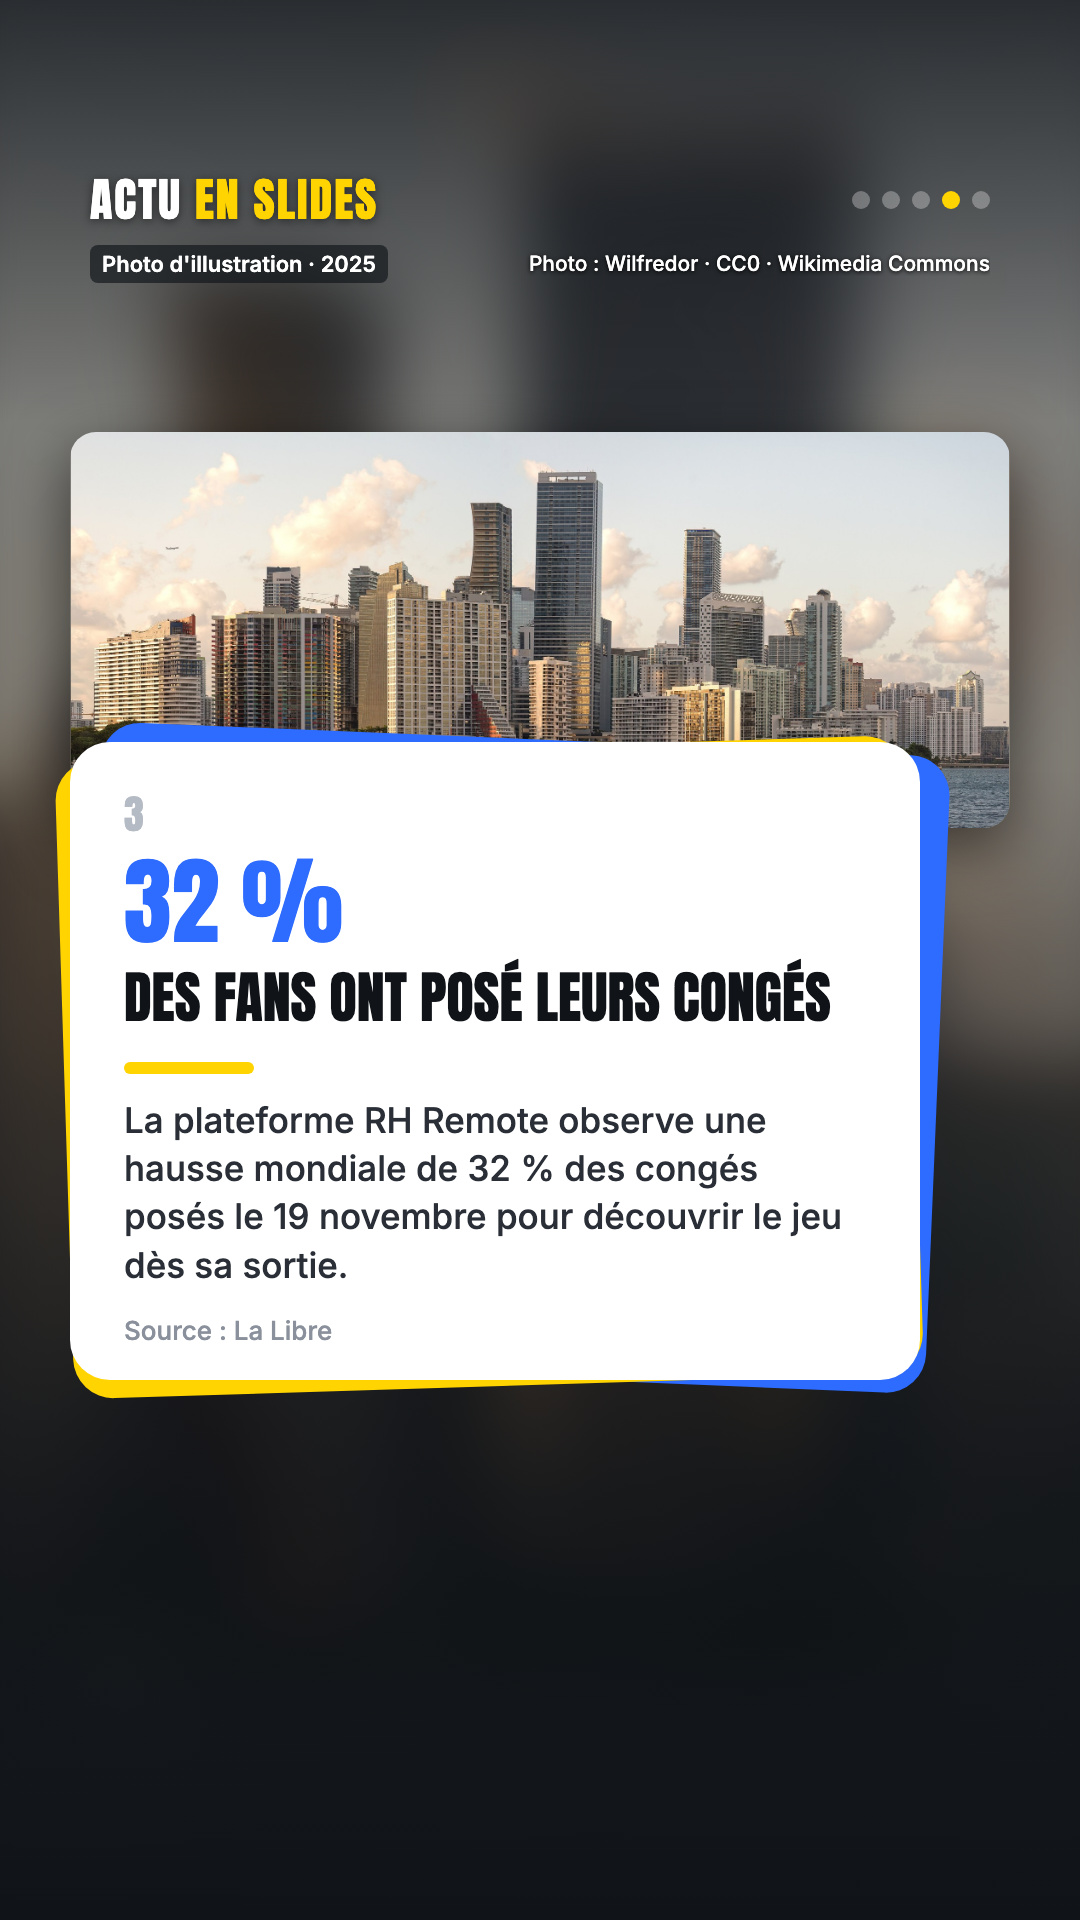 ACTU EN SLIDES
Photo d'illustration · 2025
Photo : Wilfredor · CC0 · Wikimedia Commons
3
32 %
DES FANS ONT POSÉ LEURS CONGÉS
La plateforme RH Remote observe une
hausse mondiale de 32 % des congés
posés le 19 novembre pour découvrir le jeu
dès sa sortie.
Source : La Libre